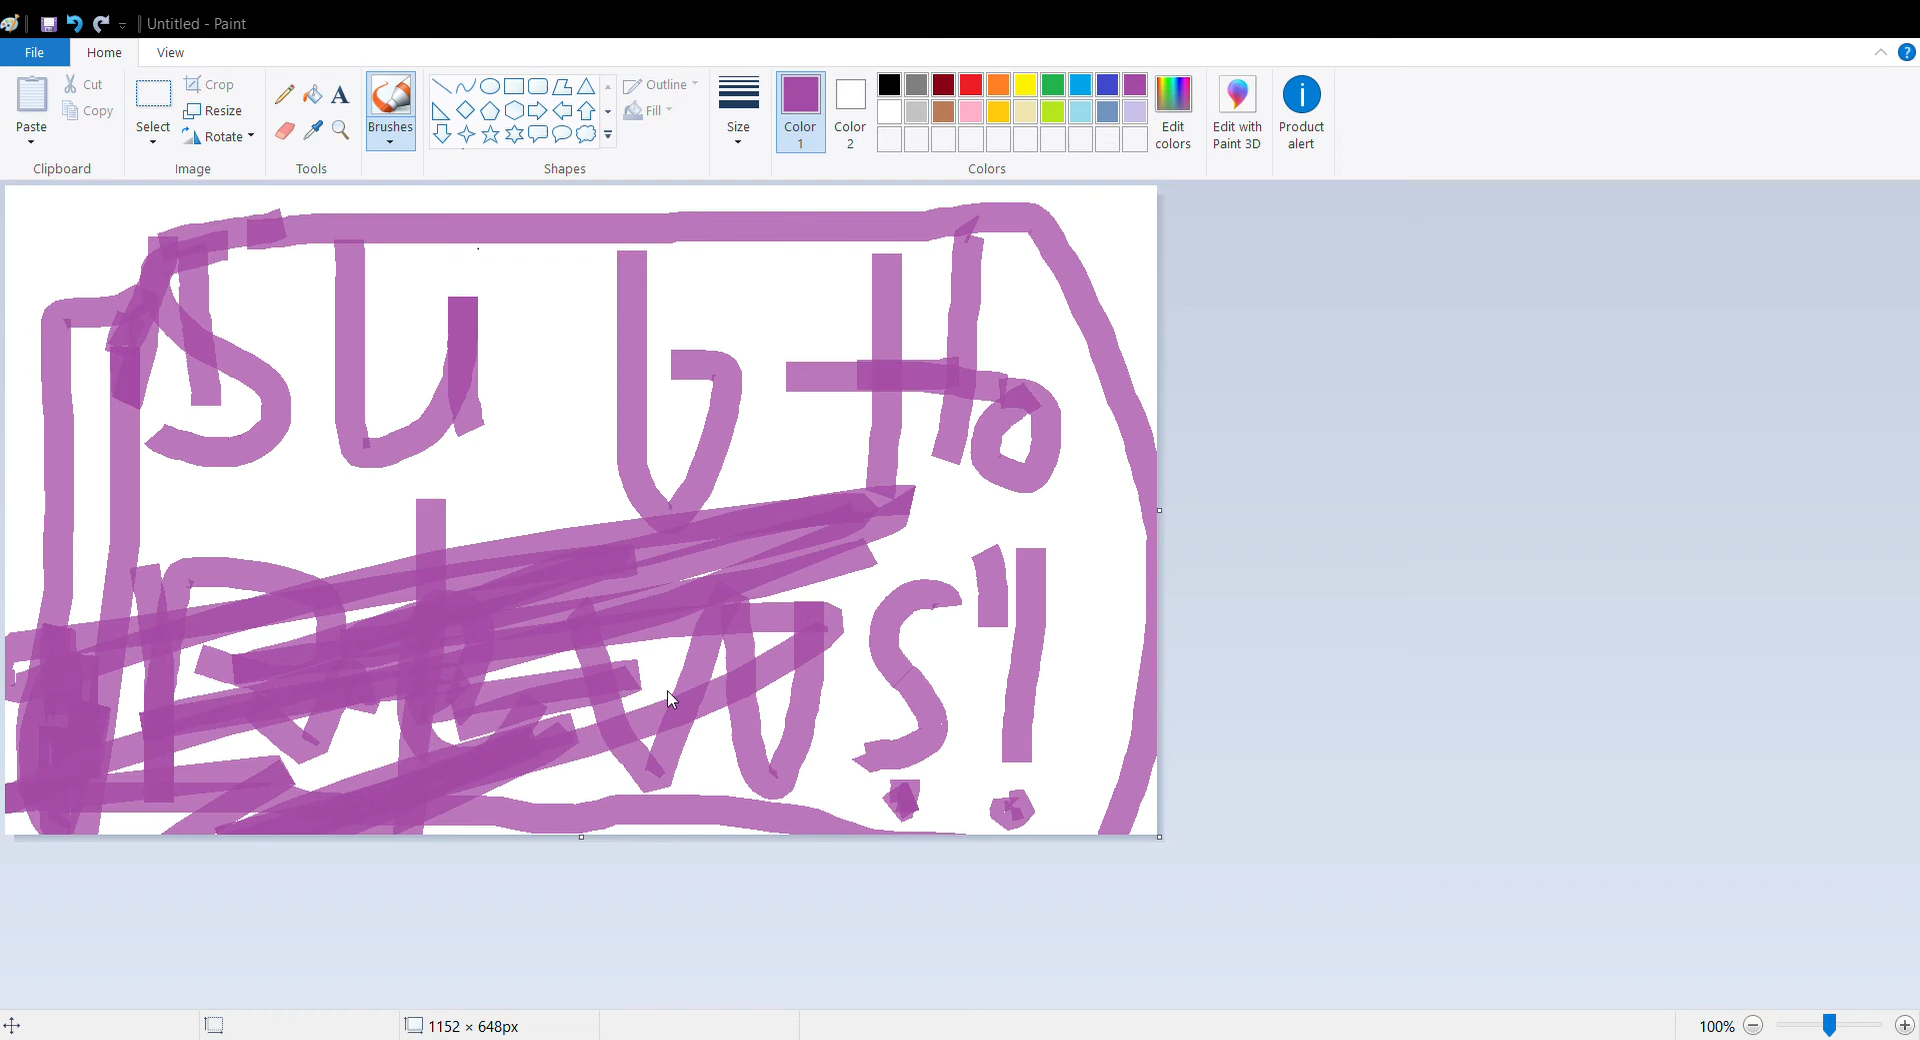 Untitled - Paint
File Home View
Paste Cut Copy Clipboard
Select Crop Resize Rotate Image
Tools
Brushes
Shapes Outline Fill
Size
Color 1 Color 2 Edit colors Colors
Edit with Paint 3D
Product alert
SUb to
1152 × 648px
100%